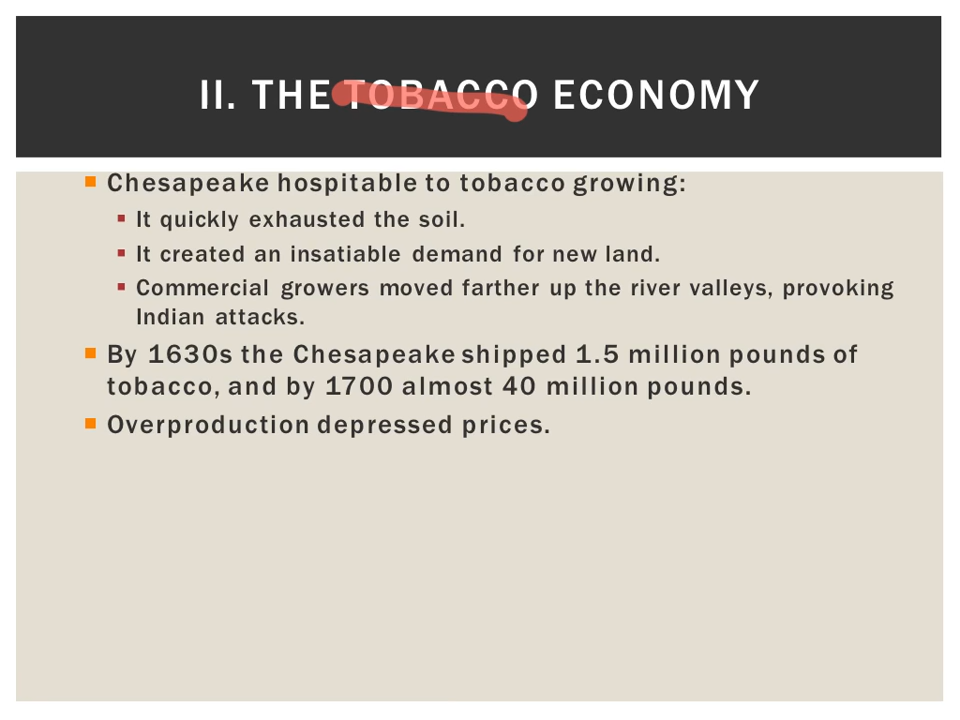 II. THE TOBACCO ECONOMY
Chesapeake hospitable to tobacco growing:
It quickly exhausted the soil.
It created an insatiable demand for new land.
Commercial growers moved farther up the river valleys, provoking
Indian attacks.
By 1630s the Chesapeake shipped 1.5 million pounds of
tobacco, and by 1700 almost 40 million pounds.
Overproduction depressed prices.